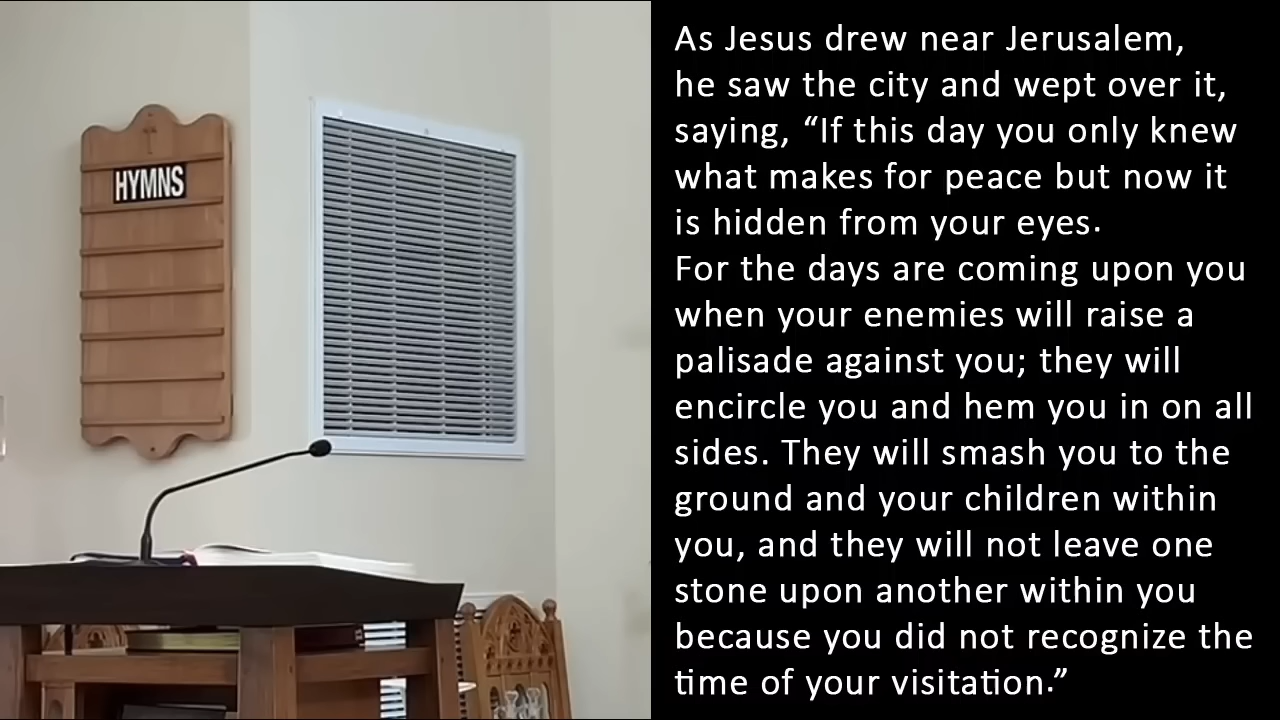 HYMNS
As Jesus drew near Jerusalem,
he saw the city and wept over it,
saying, “If this day you only knew
what makes for peace but now it
is hidden from your eyes.
For the days are coming upon you
when your enemies will raise a
palisade against you; they will
encircle you and hem you in on all
sides. They will smash you to the
ground and your children within
you, and they will not leave one
stone upon another within you
because you did not recognize the
time of your visitation.”